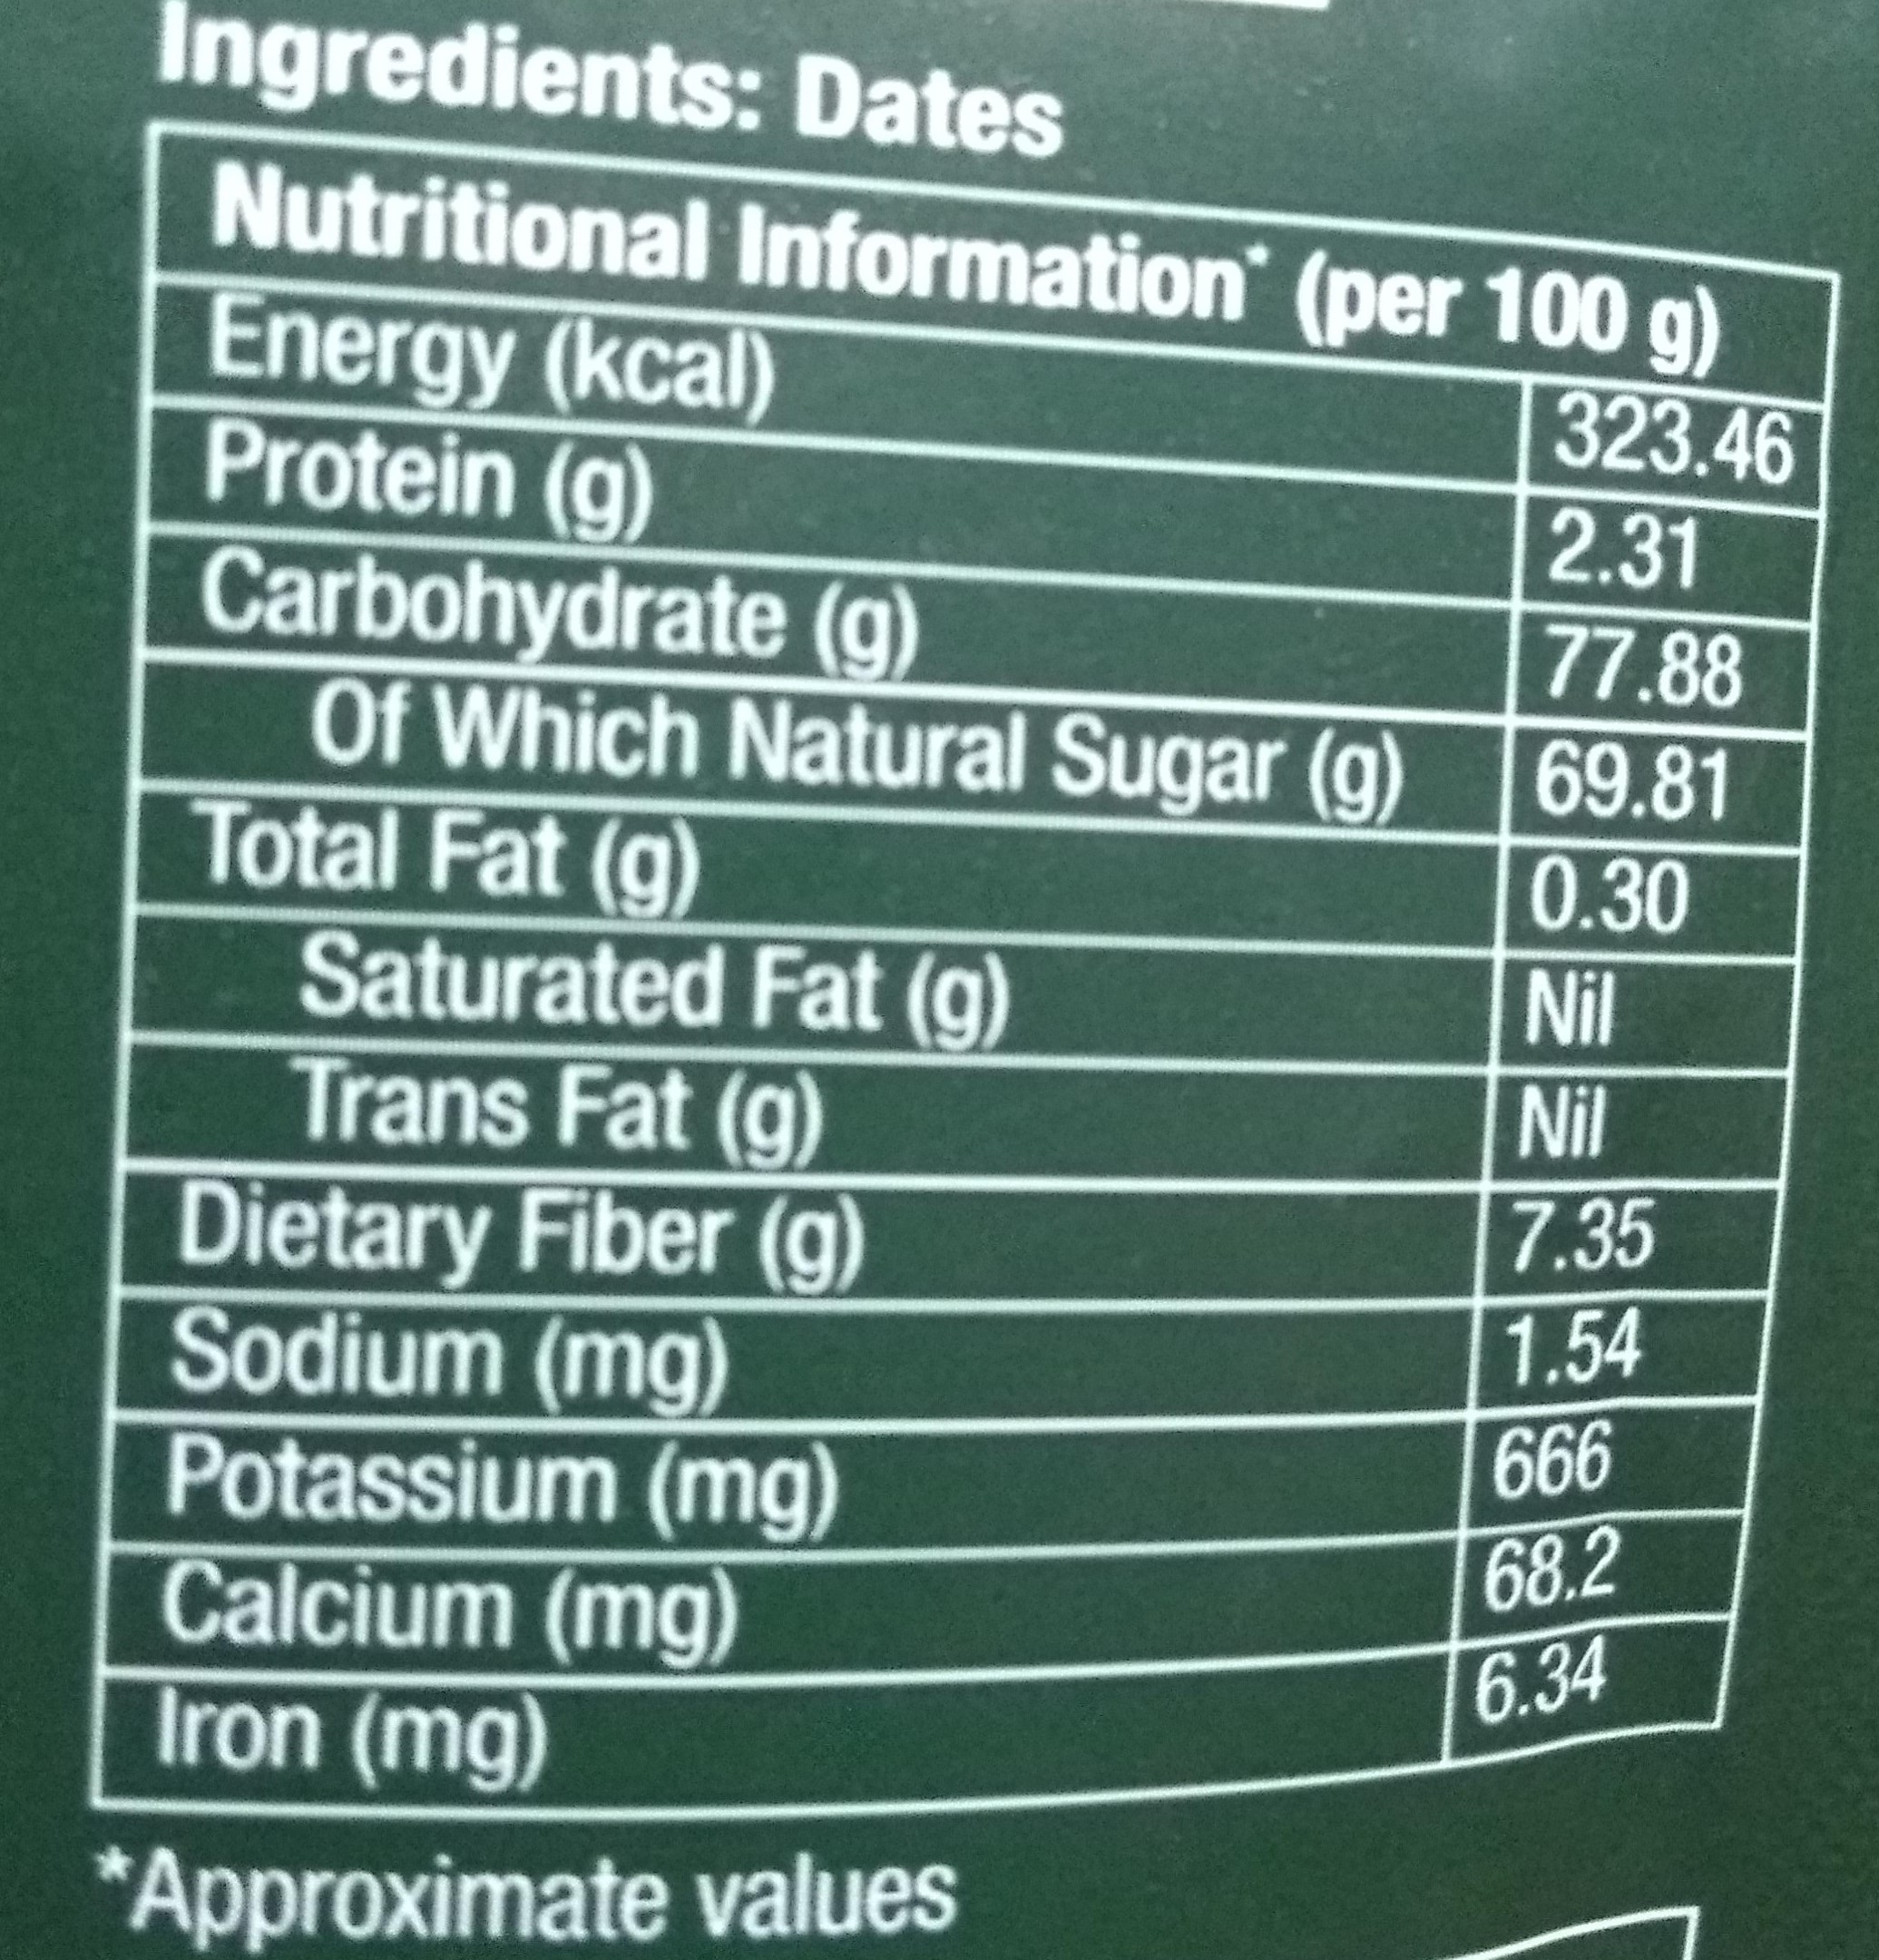 Ingredients: Dates
Nutritional Information* (per 100 g)
Energy (kcal) 323.46
Protein (g) 2.31
Carbohydrate (g) 77.88
Of Which Natural Sugar (g) 69.81
Total Fat (g) 0.30
Saturated Fat (g) Nil
Trans Fat (g) Nil
Dietary Fiber (g) 7.35
Sodium (mg) 1.54
Potassium (mg) 666
Calcium (mg) 68.2
Iron (mg) 6.34
*Approximate values